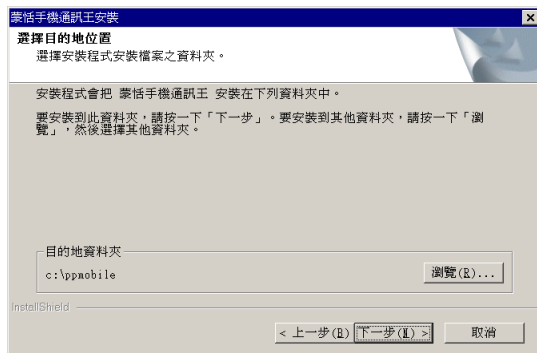 蒙恬手機通訊王安裝
選擇目的地位置
選擇安裝程式安裝檔案之資料夾。
安裝程式會把 蒙恬手機通訊王 安裝在下列資料夾中。
要安裝到此資料夾，請按一下「下一步」。要安裝到其他資料夾，請按一下「瀏
覽」，然後選擇其他資料夾。
目的地資料夾
c:\ppmobile
瀏覽(R)...
InstallShield
< 上一步(B)
下一步(N) >
取消